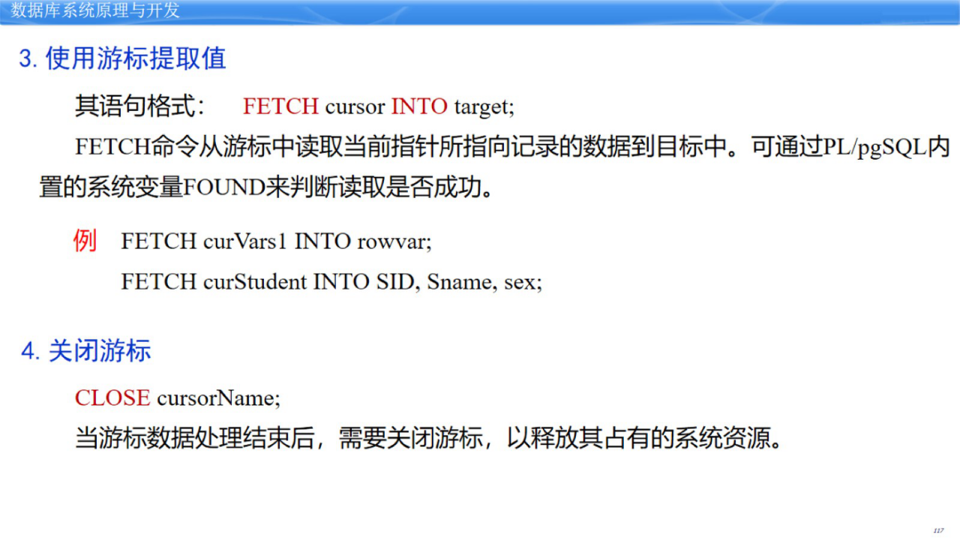 数据库系统原理与开发
3. 使用游标提取值
其语句格式： FETCH cursor INTO target;
FETCH命令从游标中读取当前指针所指向记录的数据到目标中。可通过PL/pgSQL内
置的系统变量FOUND来判断读取是否成功。
例 FETCH curVars1 INTO rowvar;
FETCH curStudent INTO SID, Sname, sex;
4. 关闭游标
CLOSE cursorName;
当游标数据处理结束后，需要关闭游标，以释放其占有的系统资源。
117